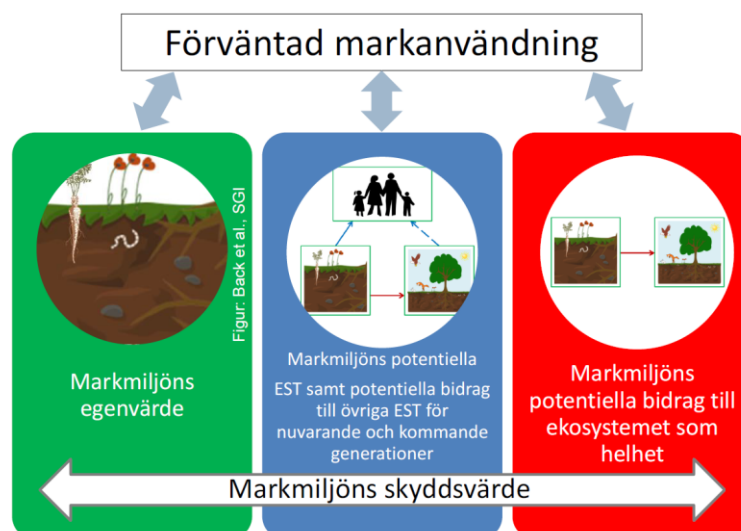 Förväntad markanvändning
Markmiljöns
egenvärde
Figur: Back et al., SGI
Markmiljöns potentiella
EST samt potentiella bidrag
till övriga EST för
nuvarande och kommande
generationer
Markmiljöns
potentiella bidrag till
ekosystemet som
helhet
Markmiljöns skyddsvärde